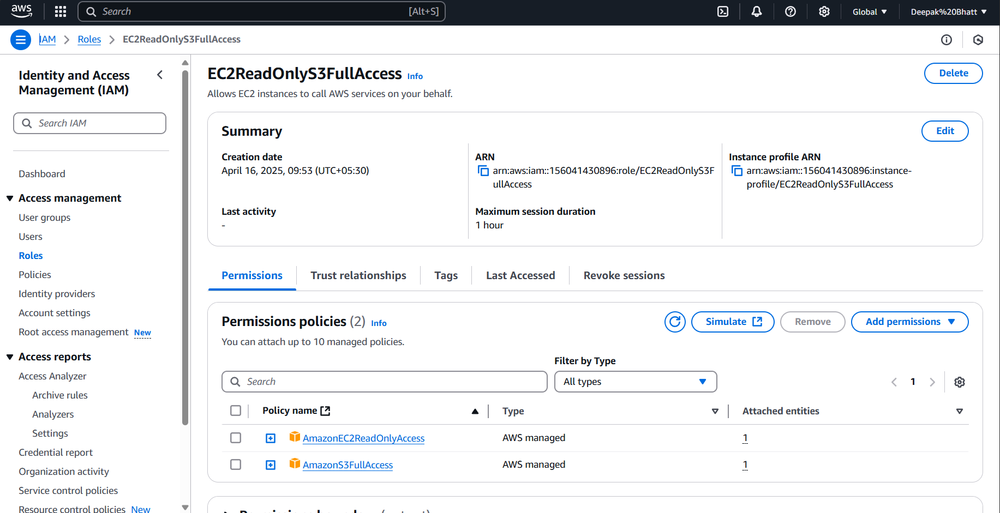 aws
Search [Alt+S]
Global
Deepak%20Bhatt
IAM
Roles
EC2ReadOnlyS3FullAccess
Identity and Access
Management (IAM)
Search IAM
Dashboard
Access management
User groups
Users
Roles
Policies
Identity providers
Account settings
Root access management New
Access reports
Access Analyzer
Archive rules
Analyzers
Settings
Credential report
Organization activity
Service control policies
Resource control policies New
EC2ReadOnlyS3FullAccess Info
Delete
Allows EC2 instances to call AWS services on your behalf.
Summary
Edit
Creation date
April 16, 2025, 09:53 (UTC+05:30)
Last activity
-
ARN
arn:aws:iam::156041430896:role/EC2ReadOnlyS3F
ullAccess
Maximum session duration
1 hour
Instance profile ARN
arn:aws:iam::156041430896:instance-
profile/EC2ReadOnlyS3FullAccess
Permissions
Trust relationships
Tags
Last Accessed
Revoke sessions
Permissions policies (2) Info
Simulate
Remove
Add permissions
You can attach up to 10 managed policies.
Filter by Type
Search
All types
1
Policy name
Type
Attached entities
AmazonEC2ReadOnlyAccess
AWS managed
1
AmazonS3FullAccess
AWS managed
1